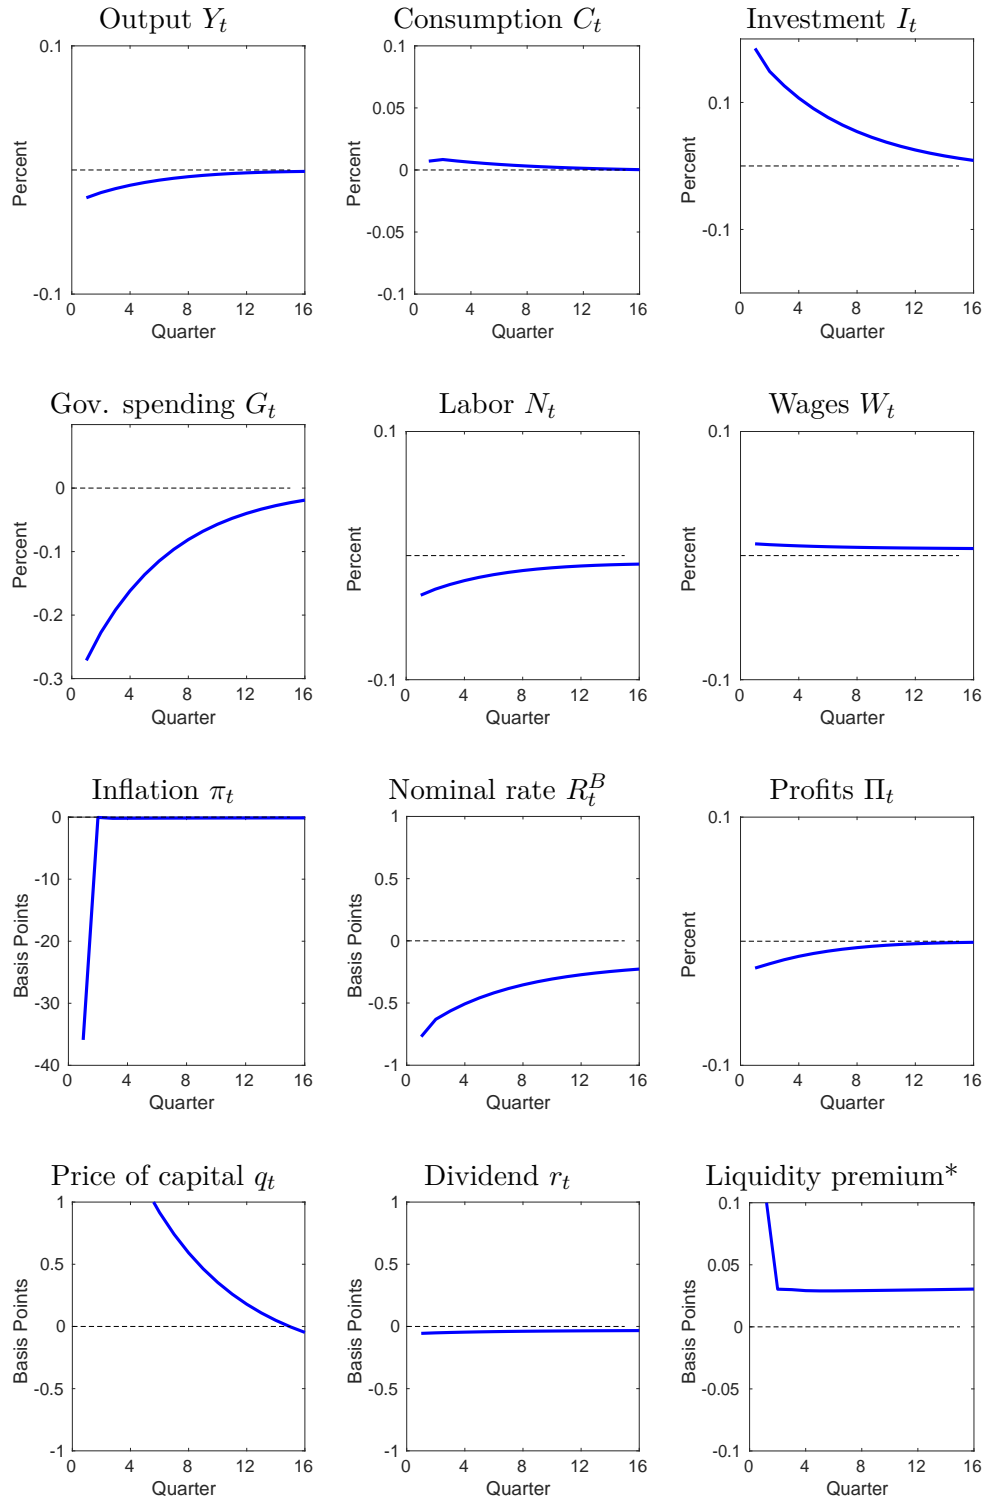 Output Y_t
0.1
-0.1
Percent
0 4 8 12 16
Quarter
Consumption C_t
0.1
0.05
0
-0.05
-0.1
Percent
0 4 8 12 16
Quarter
Investment I_t
0.1
-0.1
Percent
0 4 8 12 16
Quarter
Gov. spending G_t
0
-0.1
-0.2
-0.3
Percent
0 4 8 12 16
Quarter
Labor N_t
0.1
-0.1
Percent
0 4 8 12 16
Quarter
Wages W_t
0.1
-0.1
Percent
0 4 8 12 16
Quarter
Inflation π_t
0
-10
-20
-30
-40
Basis Points
0 4 8 12 16
Quarter
Nominal rate R_t^B
1
0.5
0
-0.5
-1
Basis Points
0 4 8 12 16
Quarter
Profits Π_t
0.1
-0.1
Percent
0 4 8 12 16
Quarter
Price of capital q_t
1
0.5
0
-0.5
-1
Basis Points
0 4 8 12 16
Quarter
Dividend r_t
1
0.5
0
-0.5
-1
Basis Points
0 4 8 12 16
Quarter
Liquidity premium*
0.1
0.05
0
-0.05
-0.1
Basis Points
0 4 8 12 16
Quarter